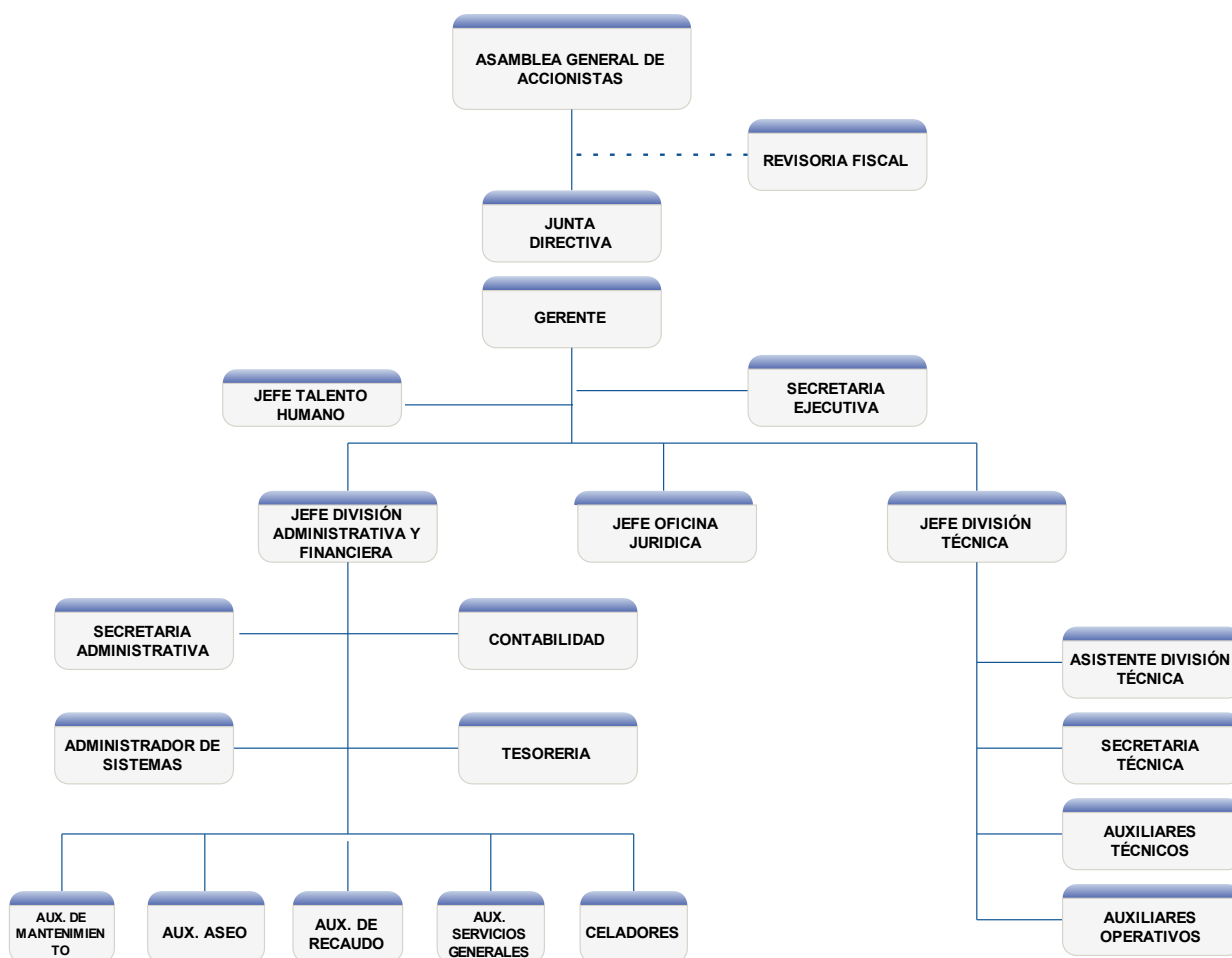 ASAMBLEA GENERAL DE
ACCIONISTAS
REVISORIA FISCAL
JUNTA
DIRECTIVA
GERENTE
JEFE TALENTO
HUMANO
SECRETARIA
EJECUTIVA
JEFE DIVISIÓN
ADMINISTRATIVA Y
FINANCIERA
JEFE OFICINA
JURIDICA
JEFE DIVISIÓN
TÉCNICA
SECRETARIA
ADMINISTRATIVA
CONTABILIDAD
ASISTENTE DIVISIÓN
TÉCNICA
ADMINISTRADOR DE
SISTEMAS
TESORERIA
SECRETARIA
TÉCNICA
AUXILIARES
TÉCNICOS
AUX. DE
MANTENIMIEN
TO
AUX. ASEO
AUX. DE
RECAUDO
AUX.
SERVICIOS
GENERALES
CELADORES
AUXILIARES
OPERATIVOS